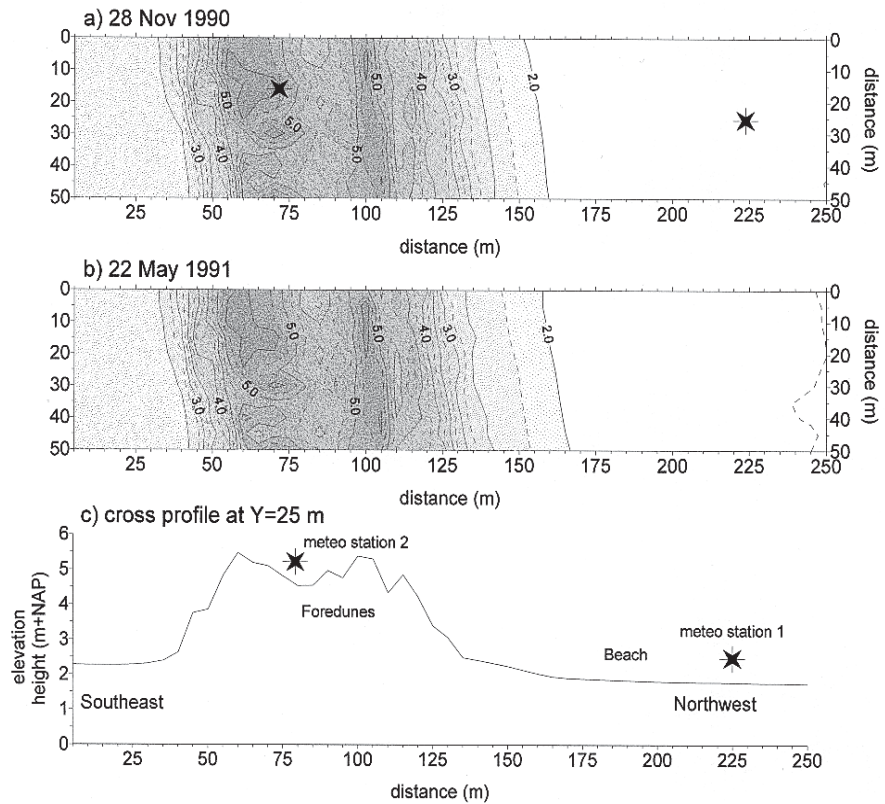 a) 28 Nov 1990
0
10
20
30
40
50
3.0
4.0
5.0
5.0
5.0
5.0
4.0
3.0
2.0
0
10
20
30
40
50
distance (m)
25 50 75 100 125 150 175 200 225 250
distance (m)
b) 22 May 1991
0
10
20
30
40
50
3.0
4.0
5.0
5.0
5.0
5.0
4.0
3.0
2.0
0
10
20
30
40
50
distance (m)
25 50 75 100 125 150 175 200 225 250
distance (m)
c) cross profile at Y=25 m
6
5
4
3
2
1
0
elevation
height (m+NAP)
meteo station 2
Foredunes
meteo station 1
Beach
Southeast
Northwest
25 50 75 100 125 150 175 200 225 250
distance (m)